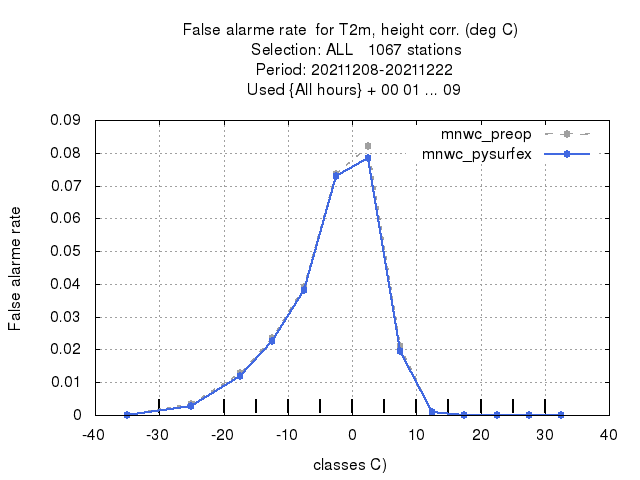 False alarme rate  for T2m, height corr. (deg C)
Selection: ALL   1067 stations
Period: 20211208-20211222
Used {All hours} + 00 01 ... 09
mnwc_preop
mnwc_pysurfex
False alarme rate
0.09
0.08
0.07
0.06
0.05
0.04
0.03
0.02
0.01
0
-40 -30 -20 -10 0 10 20 30 40
classes C)